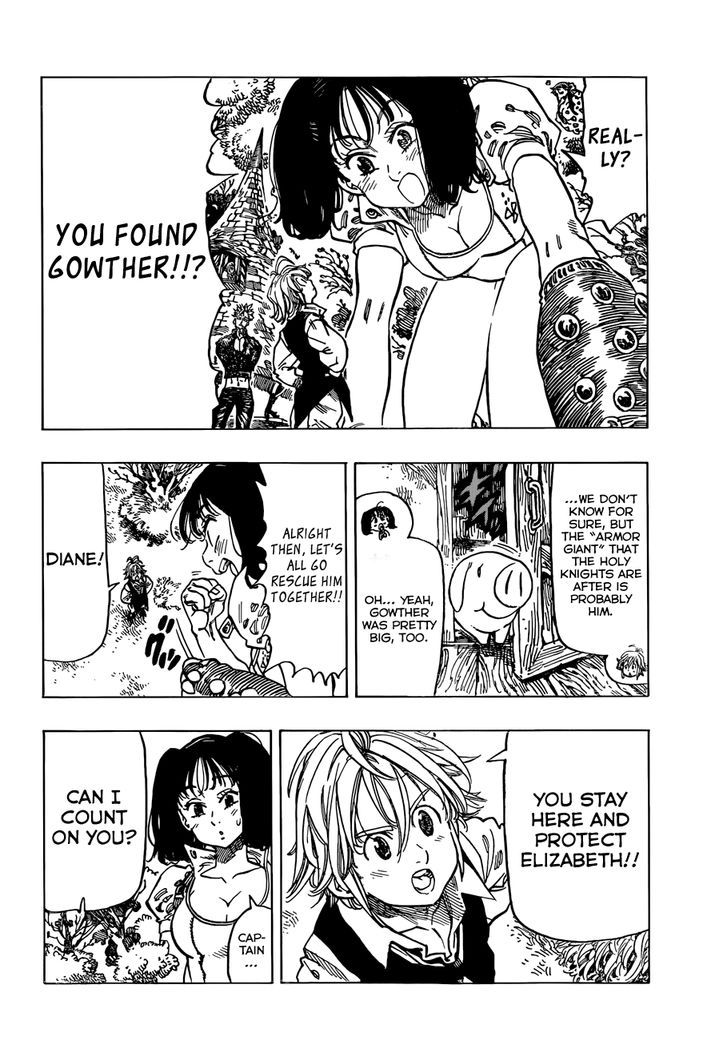 REAL-
LY?
YOU FOUND
GOWTHER!!?
...WE DON'T
KNOW FOR
SURE, BUT
THE "ARMOR
GIANT" THAT
THE HOLY
KNIGHTS ARE
AFTER IS
PROBABLY
HIM.
OH... YEAH,
GOWTHER
WAS PRETTY
BIG, TOO.
ALRIGHT
THEN, LET'S
ALL GO
RESCUE HIM
TOGETHER!!
グッ
DIANE!
YOU STAY
HERE AND
PROTECT
ELIZABETH!!
CAN I
COUNT
ON YOU?
CAP-
TAIN
...